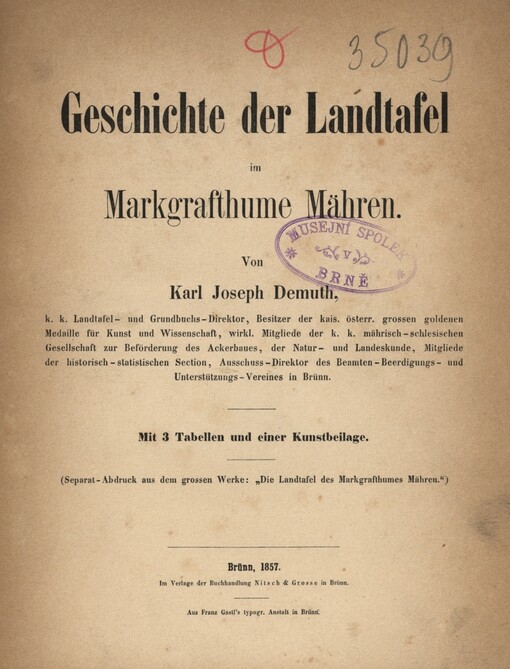 35039
Geschichte der Landtafel
im
Markgrafthume Mähren.
MUSEJNÍ SPOLEK
V
BRNĚ
Von
Karl Joseph Demuth,
k. k. Landtafel- und Grundbuchs-Direktor, Besitzer der kais. österr. grossen goldenen
Medaille für Kunst und Wissenschaft, wirkl. Mitgliede der k. k. mährisch-schlesischen
Gesellschaft zur Beförderung des Ackerbaues, der Natur- und Landeskunde, Mitgliede
der historisch-statistischen Section, Ausschuss-Direktor des Beamten-Beerdigungs- und
Unterstützungs-Vereines in Brünn.
Mit 3 Tabellen und einer Kunstbeilage.
(Separat-Abdruck aus dem grossen Werke: „Die Landtafel des Markgrafthumes Mähren.“)
Brünn, 1857.
Im Verlage der Buchhandlung Nitsch & Grosse in Brünn.
Aus Franz Gastl's typogr. Anstalt in Brünn.